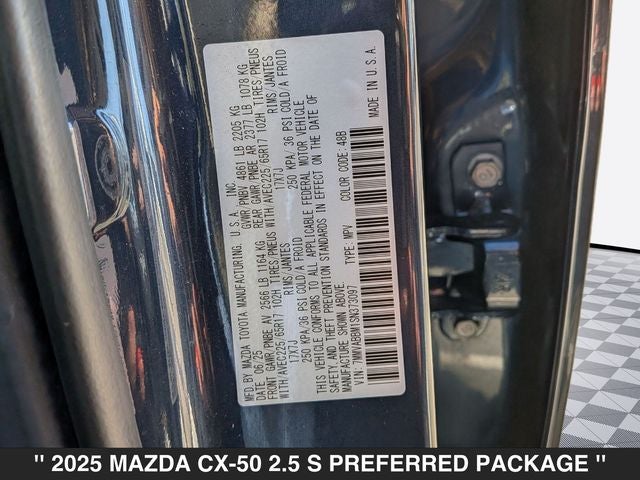 MFD BY MAZDA TOYOTA MANUFACTURING, U.S.A. INC.
DATE: 06/25 GVWR/PNBV 4861 LB 2205 KG
FRONT GAWR/PNBE AV 2566 LB 1164 KG REAR GAWR/PNBE AR 2377 LB 1078 KG
WITH/AVEC225/65R17 102H TIRES/PNEUS WITH/AVEC225/65R17 102H TIRES/PNEUS
17X7J RIMS/JANTES 17X7J RIMS/JANTES
250 KPA/36 PSI COLD/A FROID 250 KPA/ 36 PSI COLD/A FROID
THIS VEHICLE CONFORMS TO ALL APPLICABLE FEDERAL MOTOR VEHICLE
SAFETY AND THEFT PREVENTION STANDARDS IN EFFECT ON THE DATE OF
MANUFACTURE SHOWN ABOVE.
VIN: 7MMVABBM1SN373097 TYPE: MPV
COLOR CODE: 48B
MADE IN U.S.A.
" 2025 MAZDA CX-50 2.5 S PREFERRED PACKAGE "